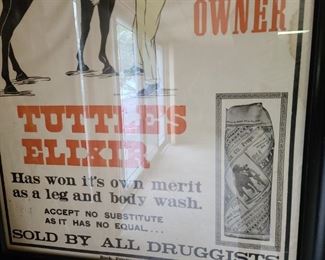 OWNER
TUTTLE'S
ELIXIR
Has won it's own merit
as a leg and body wash.
ACCEPT NO SUBSTITUTE
AS IT HAS NO EQUAL...
SOLD BY ALL DRUGGISTS